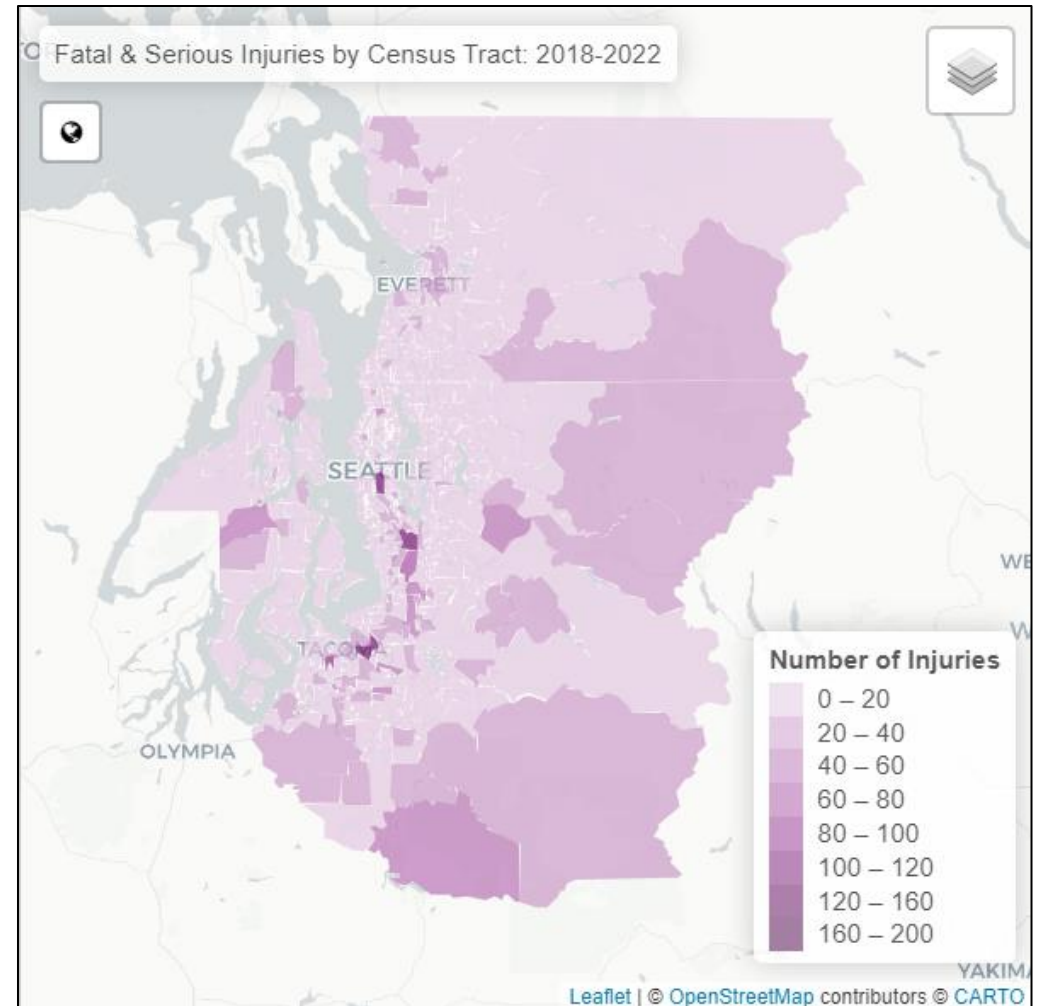 Fatal & Serious Injuries by Census Tract: 2018-2022
EVERETT
SEATTLE
TACOMA
OLYMPIA
WE
W
Number of Injuries
0 – 20
20 – 40
40 – 60
60 – 80
80 – 100
100 – 120
120 – 160
160 – 200
YAKIMA
Leaflet | © OpenStreetMap contributors © CARTO